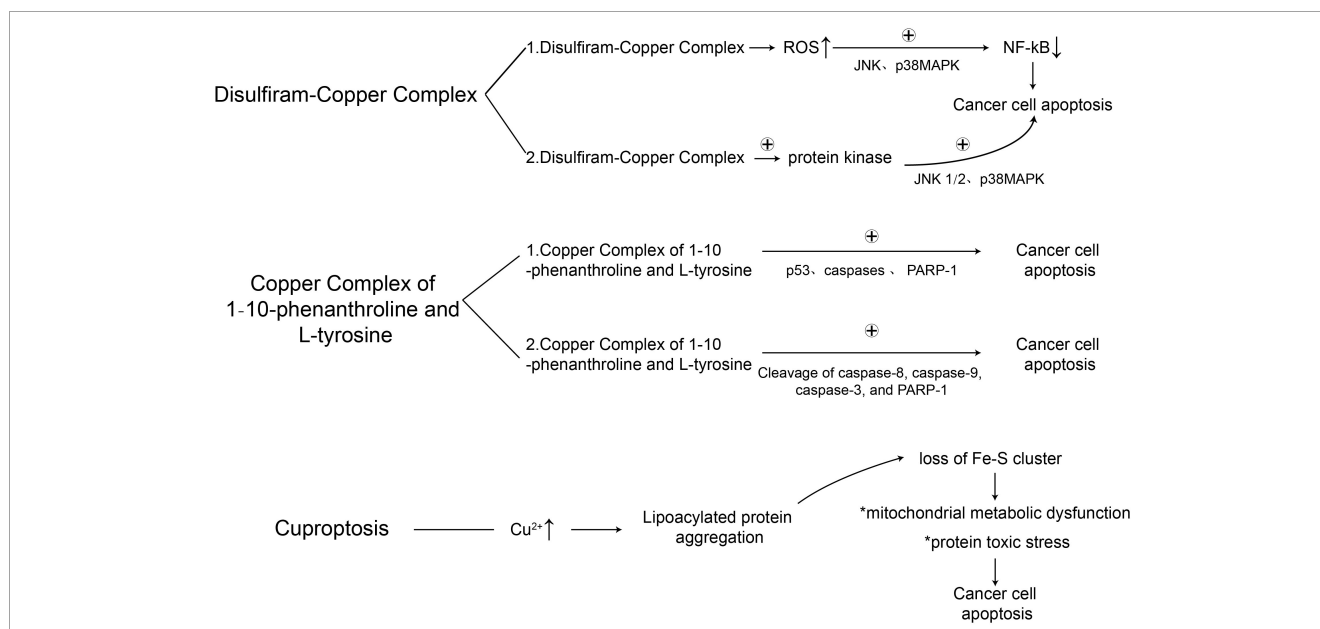 1.Disulfiram-Copper Complex
ROS↑
⊕
JNK、p38MAPK
NF-kB↓
Disulfiram-Copper Complex
Cancer cell apoptosis
2.Disulfiram-Copper Complex
⊕
protein kinase
⊕
JNK 1/2、p38MAPK
Copper Complex of
1-10-phenanthroline and
L-tyrosine
1.Copper Complex of 1-10
-phenanthroline and L-tyrosine
⊕
p53、caspases 、 PARP-1
Cancer cell
apoptosis
2.Copper Complex of 1-10
-phenanthroline and L-tyrosine
⊕
Cleavage of caspase-8, caspase-9,
caspase-3, and PARP-1
Cancer cell
apoptosis
Cuproptosis
Cu²⁺↑
Lipoacylated protein
aggregation
loss of Fe-S cluster
*mitochondrial metabolic dysfunction
*protein toxic stress
Cancer cell
apoptosis